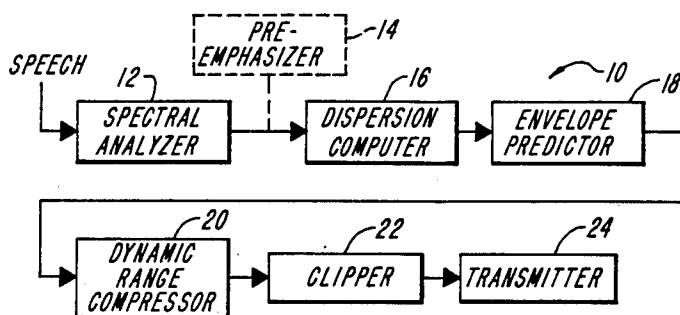 PRE-
EMPHASIZER
14
SPEECH
12
16
10
18
SPECTRAL
ANALYZER
DISPERSION
COMPUTER
ENVELOPE
PREDICTOR
20
22
24
DYNAMIC
RANGE
COMPRESSOR
CLIPPER
TRANSMITTER